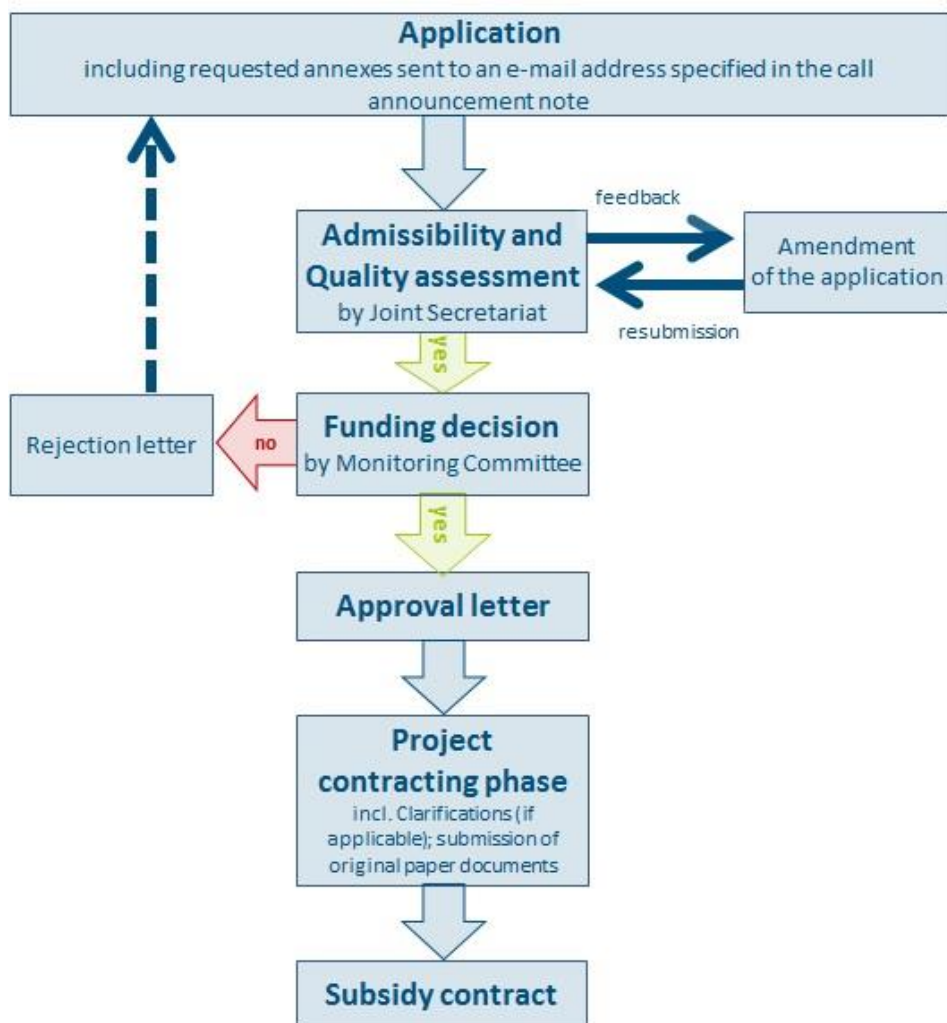 Application
including requested annexes sent to an e-mail address specified in the call
announcement note
feedback
Admissibility and
Quality assessment
by Joint Secretariat
Amendment
of the application
resubmission
yes
Funding decision
by Monitoring Committee
no
Rejection letter
yes
Approval letter
Project
contracting phase
incl. Clarifications (if
applicable); submission of
original paper documents
Subsidy contract